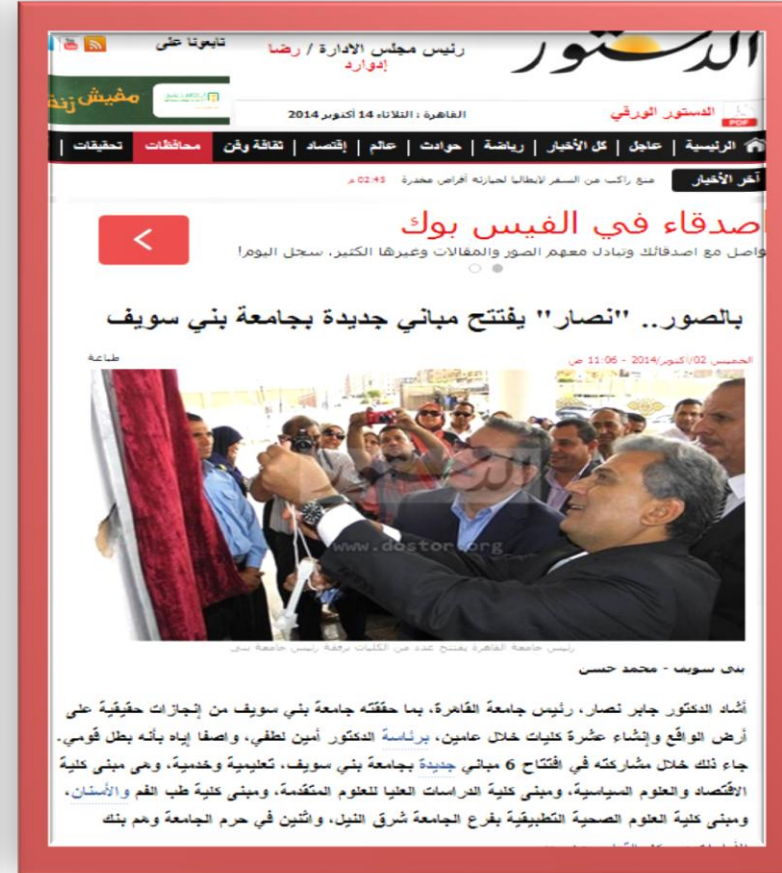 الدستور
رئيس مجلس الادارة / رضا
إدوارد
تابعونا على
مفيش
الدستور الورقي
PDF
القاهرة : الثلاثاء 14 أكتوبر 2014
الرئيسية | عاجل | كل الأخبار | رياضة | حوادث | عالم | إقتصاد | ثقافة وفن | محافظات | تحقيقات |
آخر الأخبار
منع راكب من السفر لايطاليا لحيازته أقراص مخدرة 02:45 م
اصدقاء في الفيس بوك
واصل مع اصدقائك وتبادل معهم الصور والمقالات وغيرها الكثير، سجل اليوم!
بالصور.. "نصار" يفتتح مباني جديدة بجامعة بني سويف
الخميس 02/أكتوبر/2014 - 11:06 ص
طباعة
الدستور
www.dostor.org
رئيس جامعة القاهرة يفتتح عدد من الكليات برفقة رئيس جامعة بنى
بنى سويف - محمد حسن
أشاد الدكتور جابر نصار، رئيس جامعة القاهرة، بما حققته جامعة بني سويف من إنجازات حقيقية على
أرض الواقع وإنشاء عشرة كليات خلال عامين، برئاسة الدكتور أمين لطفي، واصفا إياه بأنه بطل قومي.
جاء ذلك خلال مشاركته في افتتاح 6 مباني جديدة بجامعة بني سويف، تعليمية وخدمية، وهى مبنى كلية
الاقتصاد والعلوم السياسية، ومبنى كلية الدراسات العليا للعلوم المتقدمة، ومبنى كلية طب الفم والأسنان،
ومبنى كلية العلوم الصحية التطبيقية بفرع الجامعة شرق النيل، واثنين في حرم الجامعة وهم بنك